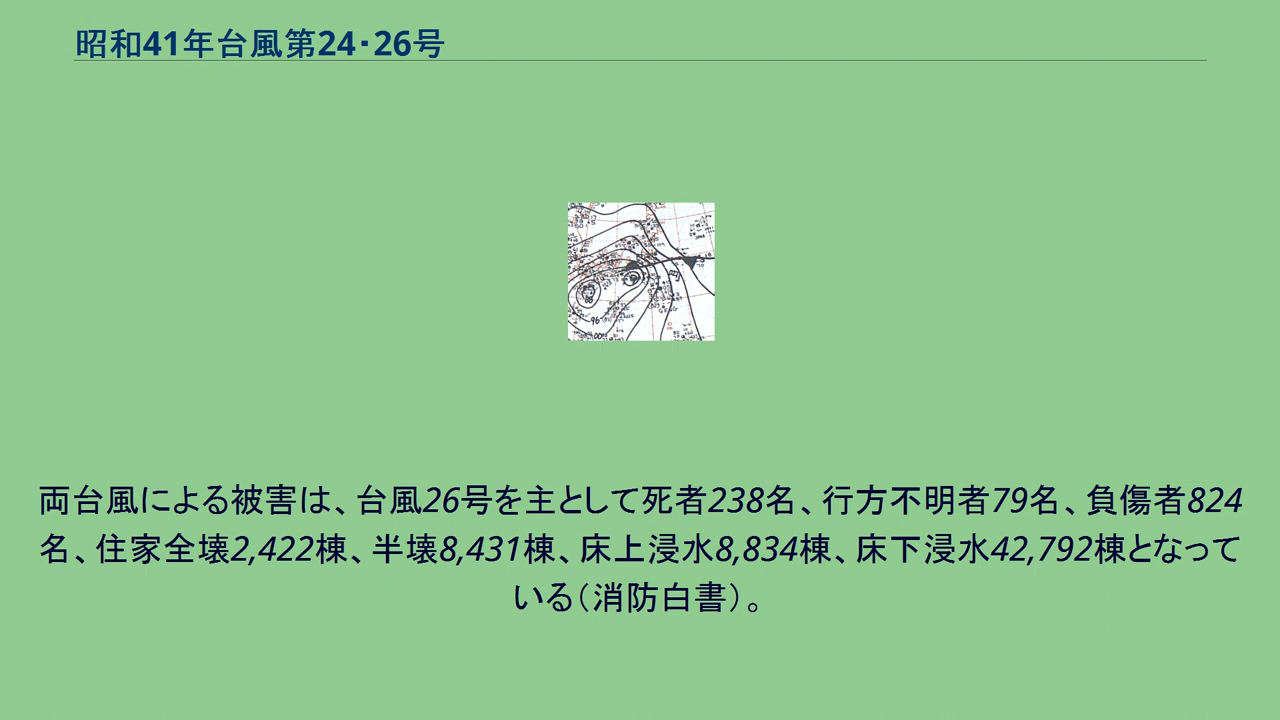 昭和41年台風第24・26号
両台風による被害は、台風26号を主として死者238名、行方不明者79名、負傷者824
名、住家全壊2,422棟、半壊8,431棟、床上浸水8,834棟、床下浸水42,792棟となって
いる（消防白書）。